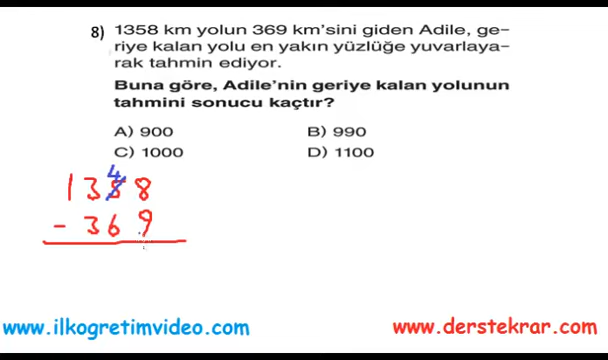 8) 1358 km yolun 369 km'sini giden Adile, ge-
riye kalan yolu en yakın yüzlüğe yuvarlaya-
rak tahmin ediyor.
Buna göre, Adile'nin geriye kalan yolunun
tahmini sonucu kaçtır?
A) 900 B) 990
C) 1000 D) 1100
4
1358
- 369
www.ilkogretimvideo.com www.derstekrar.com